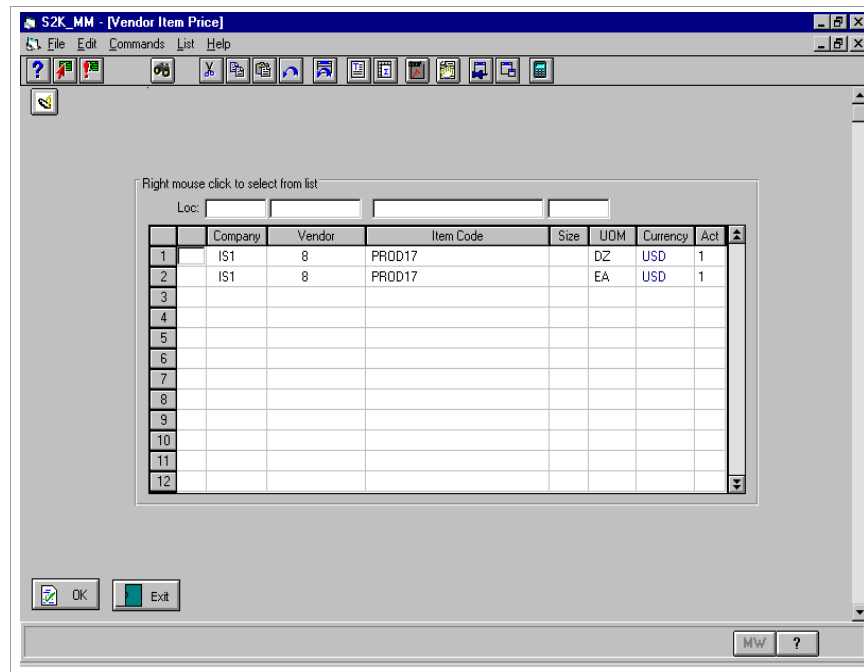 S2K_MM - [Vendor Item Price]
File Edit Commands List Help
Right mouse click to select from list
Loc:
Company Vendor Item Code Size UOM Currency Act
1 IS1 8 PROD17 DZ USD 1
2 IS1 8 PROD17 EA USD 1
3
4
5
6
7
8
9
10
11
12
OK Exit
MW ?